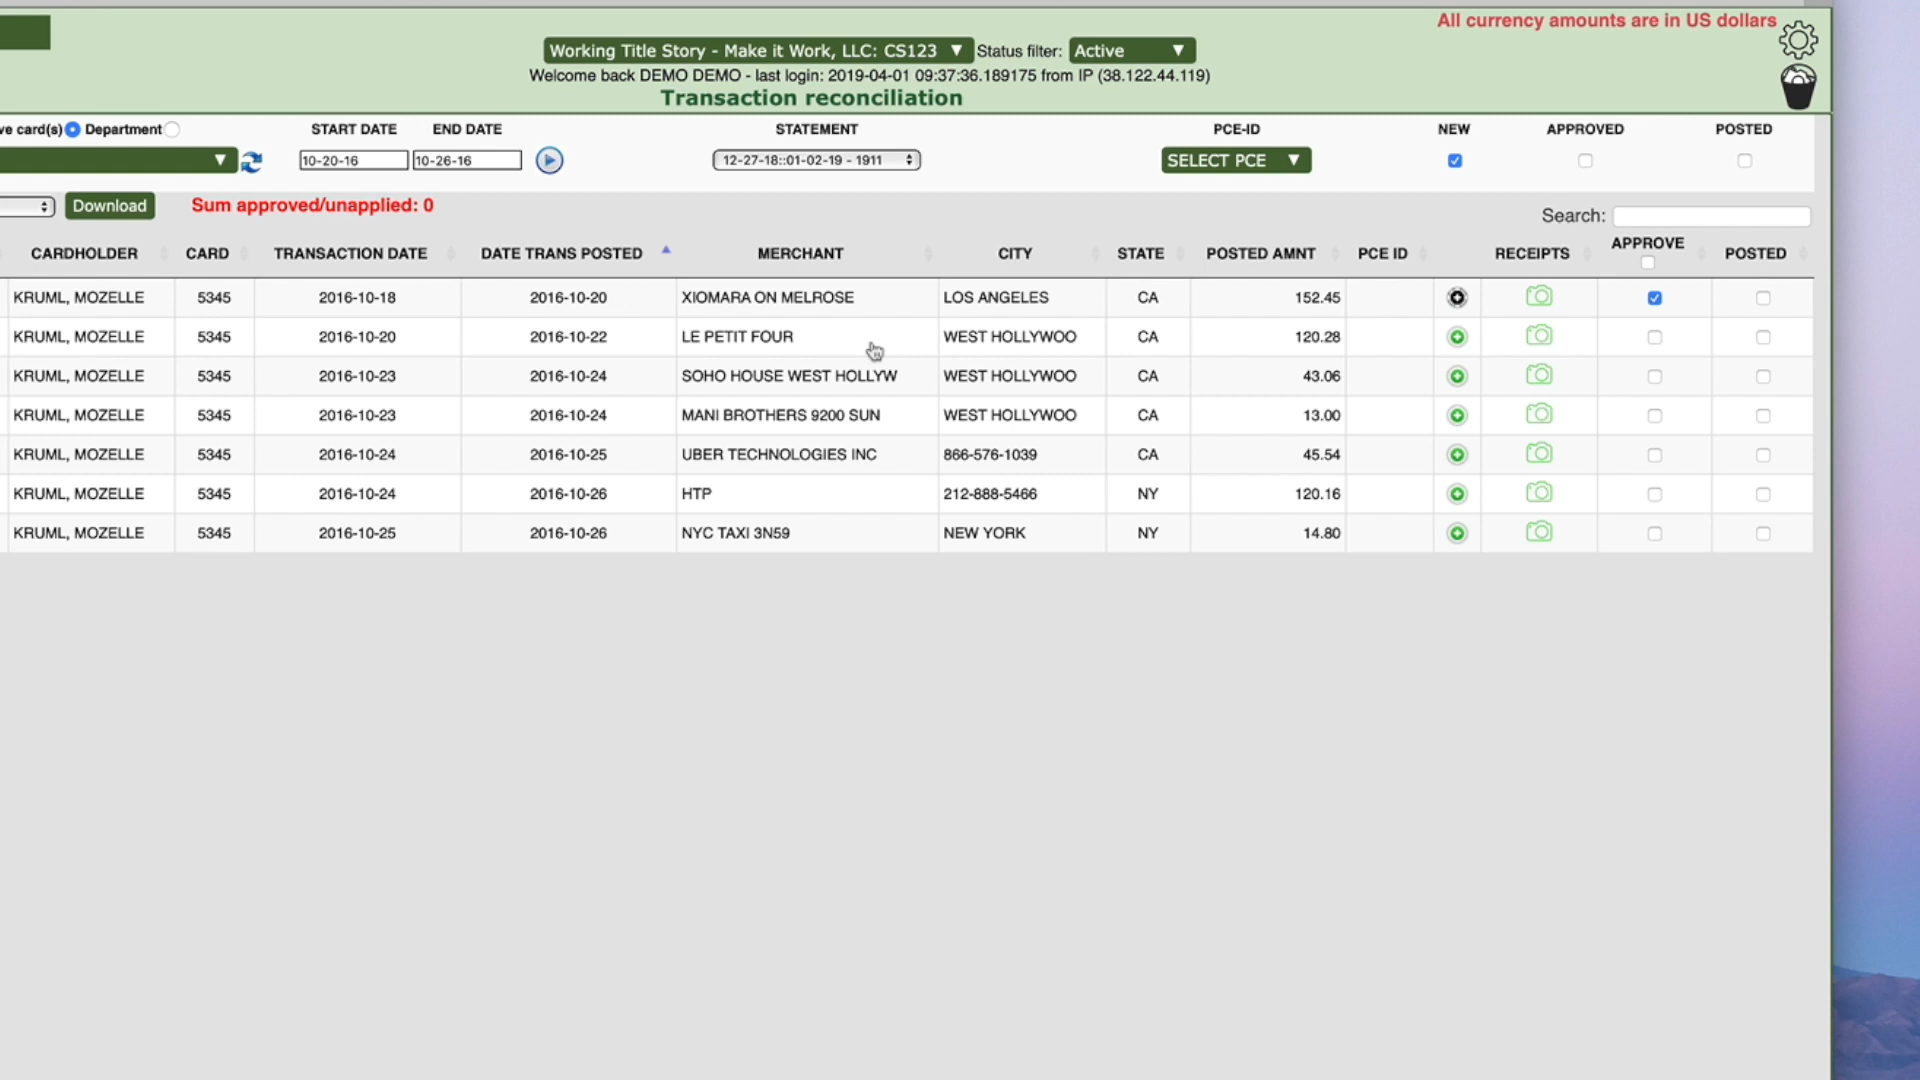 All currency amounts are in US dollars
Working Title Story - Make it Work, LLC: CS123 ▼ Status filter: Active ▼
Welcome back DEMO DEMO - last login: 2019-04-01 09:37:36.189175 from IP (38.122.44.119)
Transaction reconciliation
ve card(s) Department START DATE END DATE STATEMENT PCE-ID NEW APPROVED POSTED
10-20-16 10-26-16 12-27-18::01-02-19 - 1911 SELECT PCE ▼
Download Sum approved/unapplied: 0 Search:
CARDHOLDER CARD TRANSACTION DATE DATE TRANS POSTED MERCHANT CITY STATE POSTED AMNT PCE ID RECEIPTS APPROVE POSTED
KRUML, MOZELLE 5345 2016-10-18 2016-10-20 XIOMARA ON MELROSE LOS ANGELES CA 152.45
KRUML, MOZELLE 5345 2016-10-20 2016-10-22 LE PETIT FOUR WEST HOLLYWOO CA 120.28
KRUML, MOZELLE 5345 2016-10-23 2016-10-24 SOHO HOUSE WEST HOLLYW WEST HOLLYWOO CA 43.06
KRUML, MOZELLE 5345 2016-10-23 2016-10-24 MANI BROTHERS 9200 SUN WEST HOLLYWOO CA 13.00
KRUML, MOZELLE 5345 2016-10-24 2016-10-25 UBER TECHNOLOGIES INC 866-576-1039 CA 45.54
KRUML, MOZELLE 5345 2016-10-24 2016-10-26 HTP 212-888-5466 NY 120.16
KRUML, MOZELLE 5345 2016-10-25 2016-10-26 NYC TAXI 3N59 NEW YORK NY 14.80